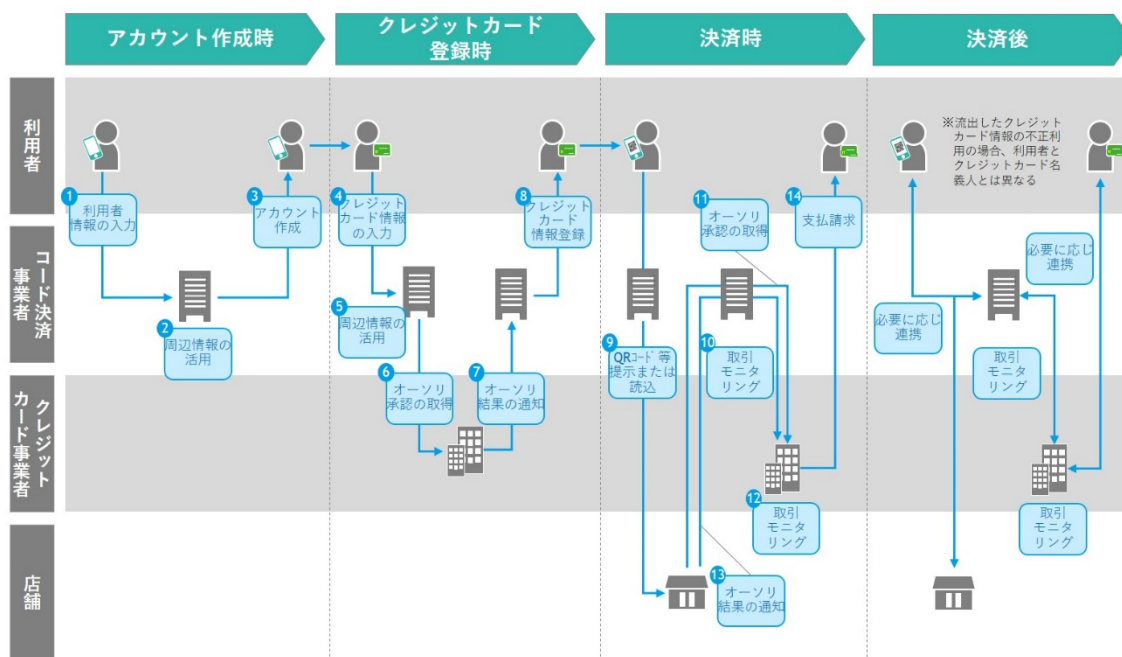 アカウント作成時
クレジットカード
登録時
決済時
決済後
利用者
※流出したクレジット
カード情報の不正利
用の場合、利用者と
クレジットカード名
義人とは異なる
1
利用者
情報の入力
3
アカウント
作成
4
クレジット
カード情報
の入力
8
クレジット
カード
情報登録
11
オーソリ
承認の取得
14
支払請求
コード決済
事業者
2
周辺情報の
活用
5
周辺情報の
活用
6
オーソリ
承認の取得
7
オーソリ
結果の通知
9
QRコード等
提示または
読込
10
取引
モニタ
リング
必要に応じ
連携
必要に応じ
連携
取引
モニタ
リング
クレジット
カード事業者
12
取引
モニタ
リング
取引
モニタ
リング
店舗
13
オーソリ
結果の通知